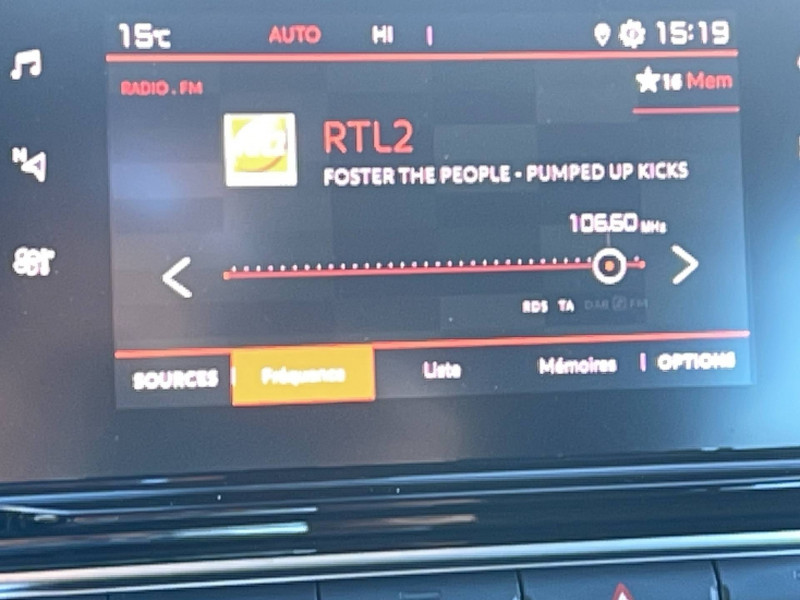 15℃ AUTO HI 15:19
RADIO . FM 16 Mem
RTL2
FOSTER THE PEOPLE - PUMPED UP KICKS
106.60 MHz
RDS TA DAB FM
SOURCES Fréquence Liste Mémoires OPTIONS
N